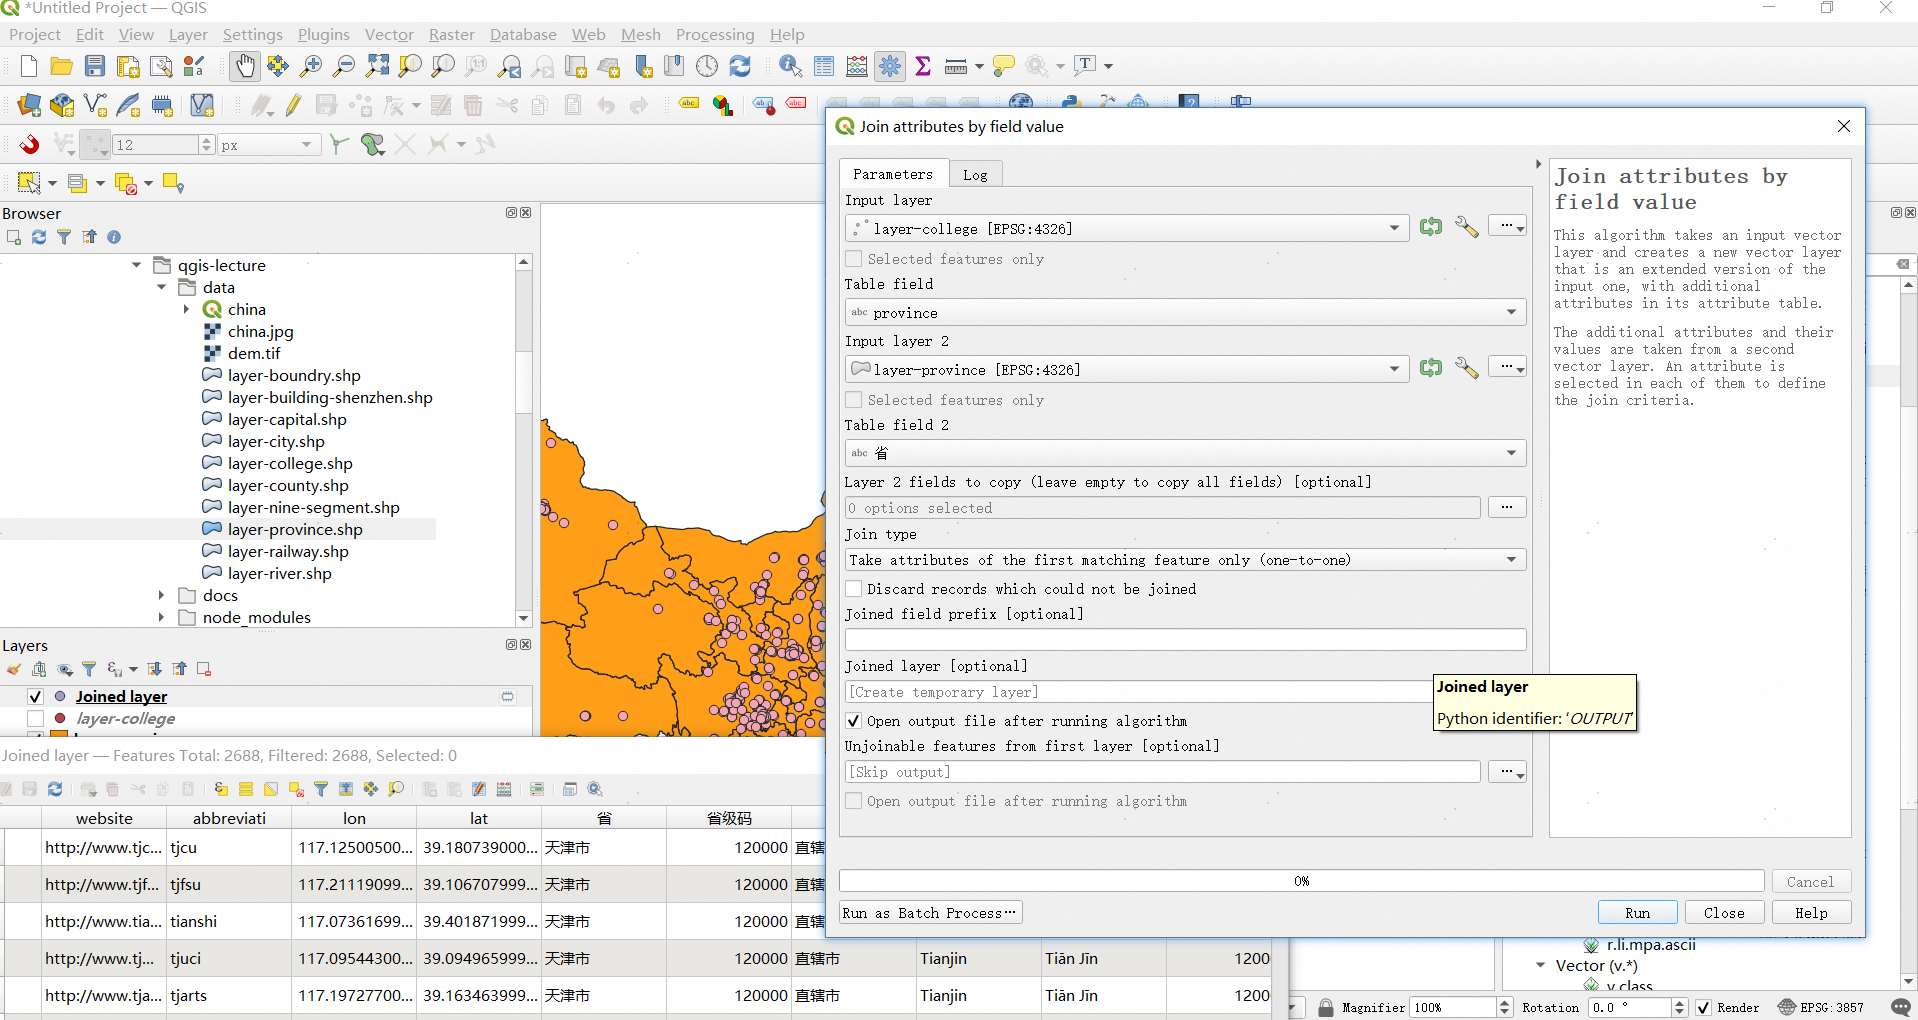 *Untitled Project — QGIS
Project Edit View Layer Settings Plugins Vector Raster Database Web Mesh Processing Help
12 px
Browser
qgis-lecture
data
china
china.jpg
dem.tif
layer-boundry.shp
layer-building-shenzhen.shp
layer-capital.shp
layer-city.shp
layer-college.shp
layer-county.shp
layer-nine-segment.shp
layer-province.shp
layer-railway.shp
layer-river.shp
docs
node_modules
Layers
Joined layer
layer-college
Joined layer — Features Total: 2688, Filtered: 2688, Selected: 0
website abbreviati lon lat 省 省级码
http://www.tjc... tjcu 117.12500500... 39.180739000... 天津市 120000 直辖
http://www.tjf... tjfsu 117.21119099... 39.106707999... 天津市 120000 直辖
http://www.tia... tianshi 117.07361699... 39.401871999... 天津市 120000 直辖
http://www.tj... tjuci 117.09544300... 39.094965999... 天津市 120000 直辖市 Tianjin Tiān Jīn 1200
http://www.tja... tjarts 117.19727700... 39.163463999... 天津市 120000 直辖市 Tianjin Tiān Jīn 1200
Join attributes by field value
Parameters Log
Input layer
layer-college [EPSG:4326]
Selected features only
Table field
abc province
Input layer 2
layer-province [EPSG:4326]
Selected features only
Table field 2
abc 省
Layer 2 fields to copy (leave empty to copy all fields) [optional]
0 options selected
Join type
Take attributes of the first matching feature only (one-to-one)
Discard records which could not be joined
Joined field prefix [optional]
Joined layer [optional]
[Create temporary layer]
Open output file after running algorithm
Unjoinable features from first layer [optional]
[Skip output]
Open output file after running algorithm
Joined layer
Python identifier: 'OUTPUT'
Join attributes by
field value
This algorithm takes an input vector
layer and creates a new vector layer
that is an extended version of the
input one, with additional
attributes in its attribute table.
The additional attributes and their
values are taken from a second
vector layer. An attribute is
selected in each of them to define
the join criteria.
0%
Cancel
Run as Batch Process…
Run Close Help
r.li.mpa.ascii
Vector (v.*)
v.class
Magnifier 100% Rotation 0.0 ° Render EPSG:3857